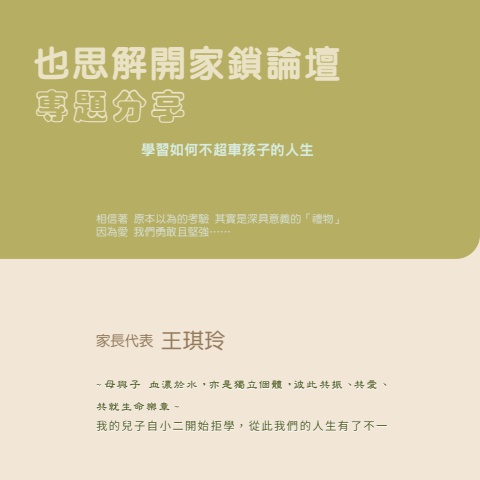 也思解開家鎖論壇
專題分享
學習如何不超車孩子的人生
相信著 原本以為的考驗 其實是深具意義的「禮物」
因為愛 我們勇敢且堅強⋯⋯
家長代表 王琪玲
~母與子 血濃於水，亦是獨立個體，彼此共振、共愛、
共就生命樂章~
我的兒子自小二開始拒學，從此我們的人生有了不一